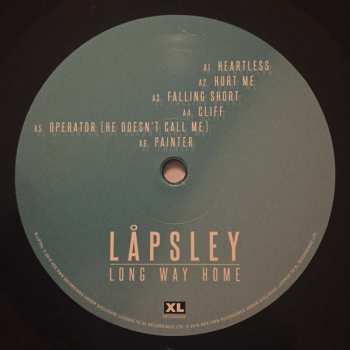 A1. HEARTLESS
A2. HURT ME
A3. FALLING SHORT
A4. CLIFF
A5. OPERATOR (HE DOESN'T CALL ME)
A6. PAINTER
LÅPSLEY
LONG WAY HOME
XL